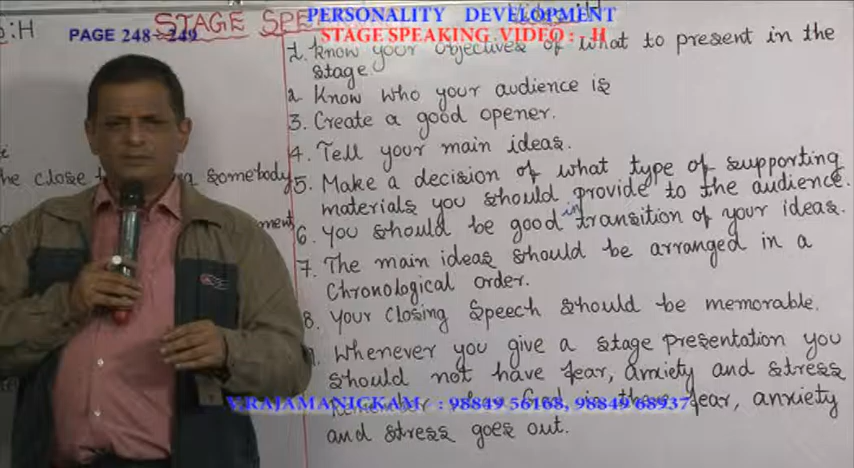 PERSONALITY DEVELOPMENT
STAGE SPE
STAGE SPEAKING VIDEO : - H
PAGE 248 - 249
:H
1. know your objectives of what to present in the
stage.
2. Know who your audience is
3. Create a good opener.
4. Tell your main ideas.
5. Make a decision of what type of supporting
materials you should provide to the audience.
6. you should be good in transition of your ideas.
7. The main ideas should be arranged in a
Chronological order.
8. Your Closing Speech should be memorable.
Whenever you give a stage presentation you
should not have fear, anxiety and stress
Remember fear, anxiety
and stress goes out.
he close somebody
V.RAJAMANICKAM : 98849 56168, 98849 68937